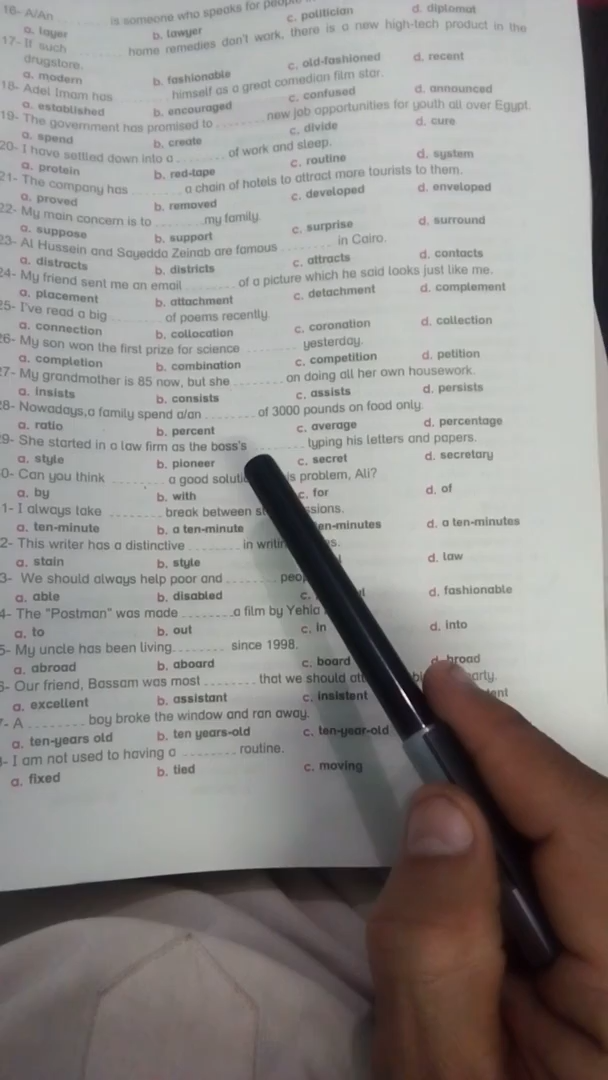 16- A/An ........ is someone who speaks for people
a. layer b. lawyer c. politician d. diplomat
17- If such ........ home remedies don't work, there is a new high-tech product in the
drugstore.
a. modern b. fashionable c. old-fashioned d. recent
18- Adel Imam has ........ himself as a great comedian film star.
a. established b. encouraged c. confused d. announced
19- The government has promised to ........ new job opportunities for youth all over Egypt.
a. spend b. create c. divide d. cure
20- I have settled down into a ........ of work and sleep.
a. protein b. red-tape c. routine d. system
21- The company has ........ a chain of hotels to attract more tourists to them.
a. proved b. removed c. developed d. enveloped
22- My main concern is to ........ my family.
a. suppose b. support c. surprise d. surround
23- Al Hussein and Sayedda Zeinab are famous ........ in Cairo.
a. distracts b. districts c. attracts d. contacts
24- My friend sent me an email ........ of a picture which he said looks just like me.
a. placement b. attachment c. detachment d. complement
25- I've read a big ........ of poems recently.
a. connection b. collocation c. coronation d. collection
26- My son won the first prize for science ........ yesterday.
a. completion b. combination c. competition d. petition
27- My grandmother is 85 now, but she ........ on doing all her own housework.
a. insists b. consists c. assists d. persists
28- Nowadays,a family spend a/an ........ of 3000 pounds on food only.
a. ratio b. percent c. average d. percentage
29- She started in a law firm as the boss's ........ typing his letters and papers.
a. style b. pioneer c. secret d. secretary
0- Can you think ........ a good is problem, Ali?
a. by b. with c. for d. of
1- I always take ........ break between
a. ten-minute b. a ten-minute en-minutes d. a ten-minutes
2- This writer has a distinctive ........ in
a. stain b. style d. law
3- We should always help poor and ........
a. able b. disabled c. d. fashionable
4- The "Postman" was made ........ a film by Yehia
a. to b. out c. in d. into
5- My uncle has been living ........ since 1998.
a. abroad b. aboard c. board d. broad
6- Our friend, Bassam was most ........ that we should
a. excellent b. assistant c. insistent
7- A ........ boy broke the window and ran away.
a. ten-years old b. ten years-old c. ten-year-old
8- I am not used to having a ........ routine.
a. fixed b. tied c. moving